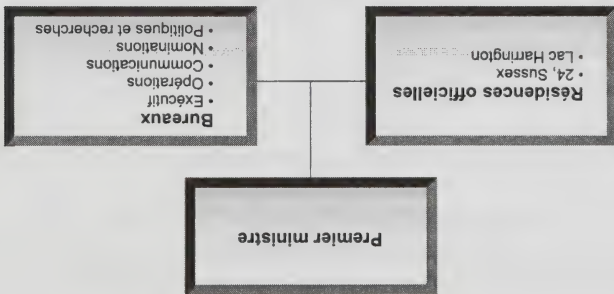 Premier ministre
Résidences officielles
• 24, Sussex
• Lac Harrington
Bureaux
• Exécutif
• Opérations
• Communications
• Nominations
• Politiques et recherches